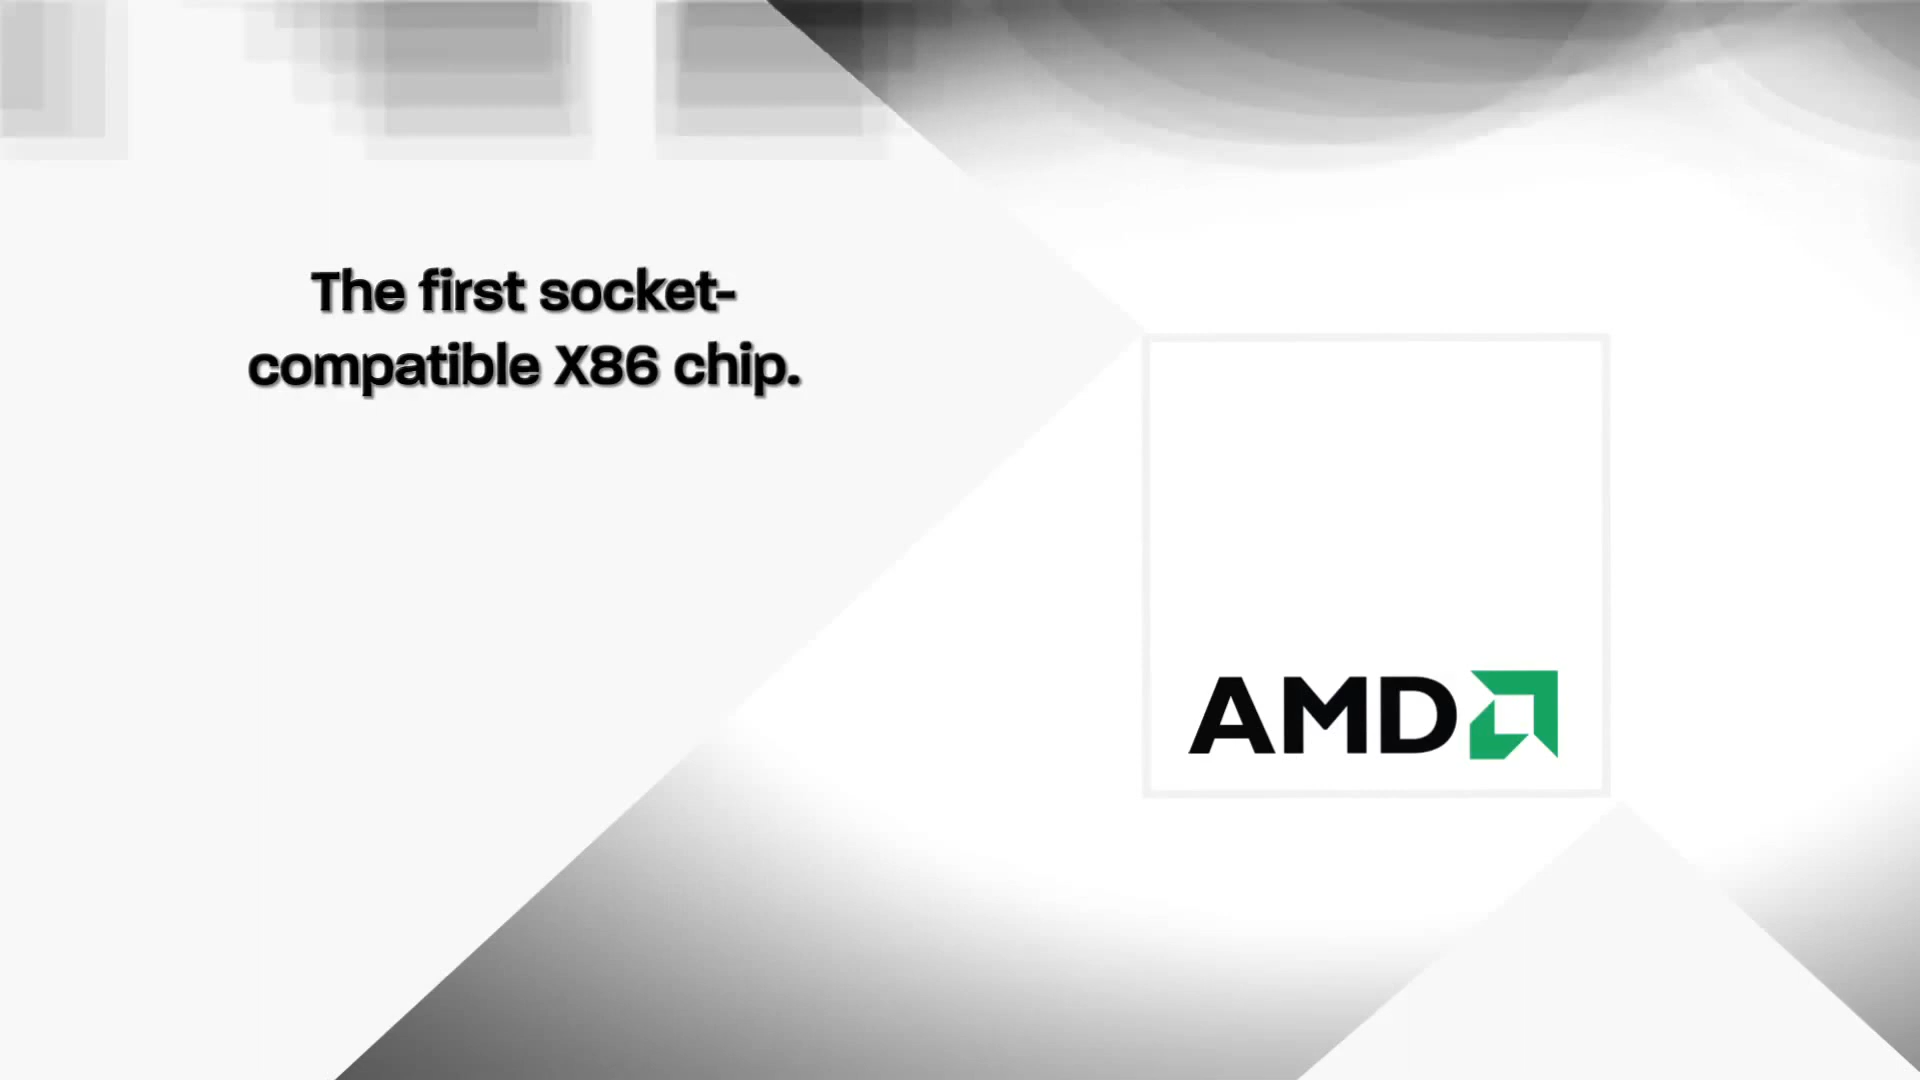 The first socket-
compatible X86 chip.
AMD